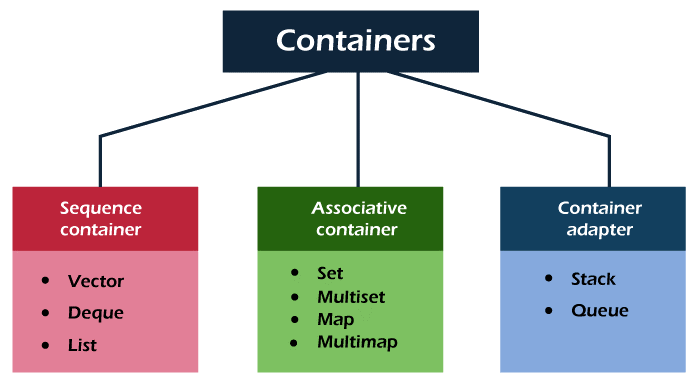 Containers
Sequence
container
Vector
Deque
List
Associative
container
Set
Multiset
Map
Multimap
Container
adapter
Stack
Queue